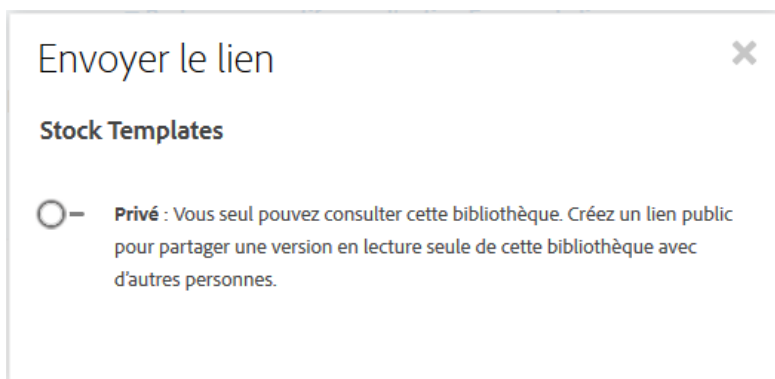 Envoyer le lien
Stock Templates
Privé : Vous seul pouvez consulter cette bibliothèque. Créez un lien public
pour partager une version en lecture seule de cette bibliothèque avec
d'autres personnes.